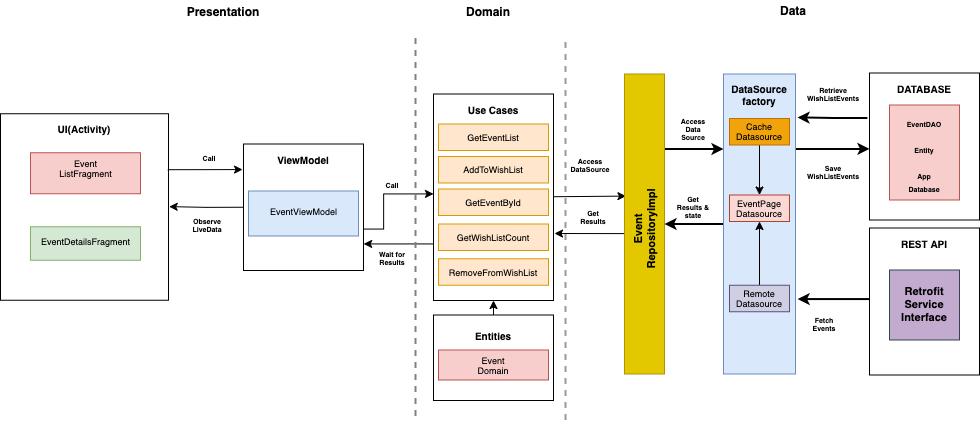 Presentation
Domain
Data
UI(Activity)
Event
ListFragment
EventDetailsFragment
Call
Observe
LiveData
ViewModel
EventViewModel
Call
Wait for
Results
Use Cases
GetEventList
AddToWishList
GetEventById
GetWishListCount
RemoveFromWishList
Entities
Event
Domain
Access
DataSource
Get
Results
Event
RepositoryImpl
Access
Data
Source
Get
Results &
state
DataSource
factory
Cache
Datasource
EventPage
Datasource
Remote
Datasource
Retrieve
WishListEvents
Save
WishListEvents
Fetch
Events
DATABASE
EventDAO
Entity
App
Database
REST API
Retrofit
Service
Interface